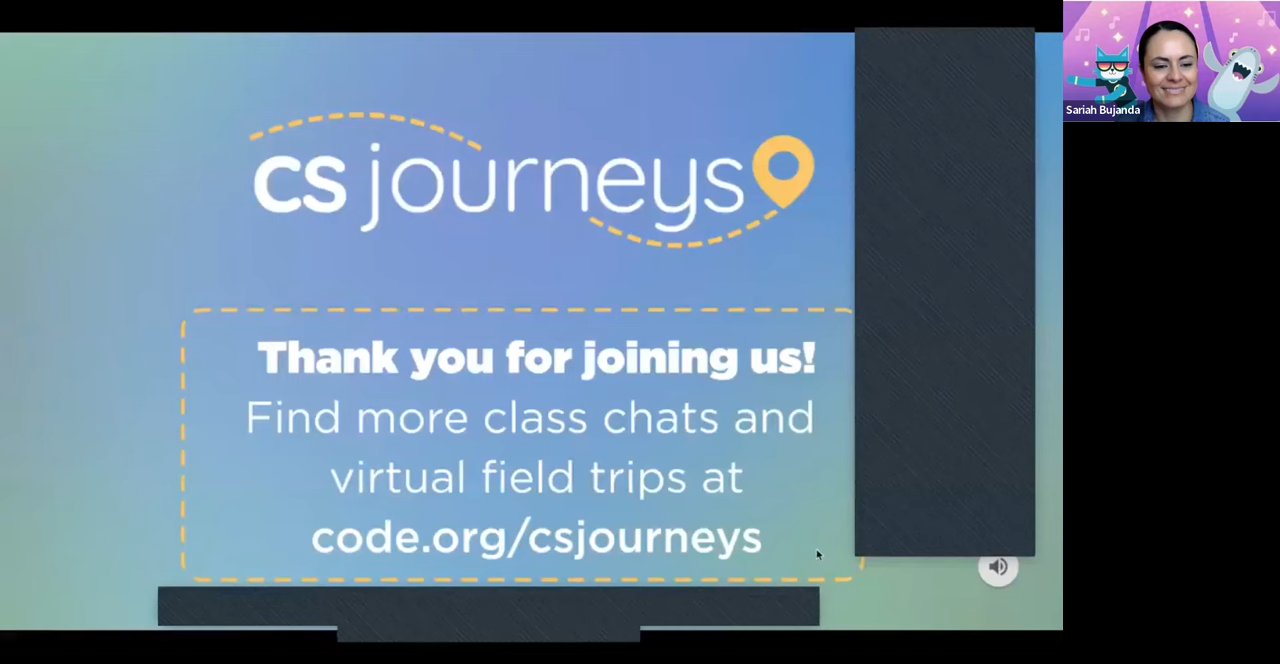 cs journeys
Thank you for joining us!
Find more class chats and
virtual field trips at
code.org/csjourneys
Sariah Bujanda